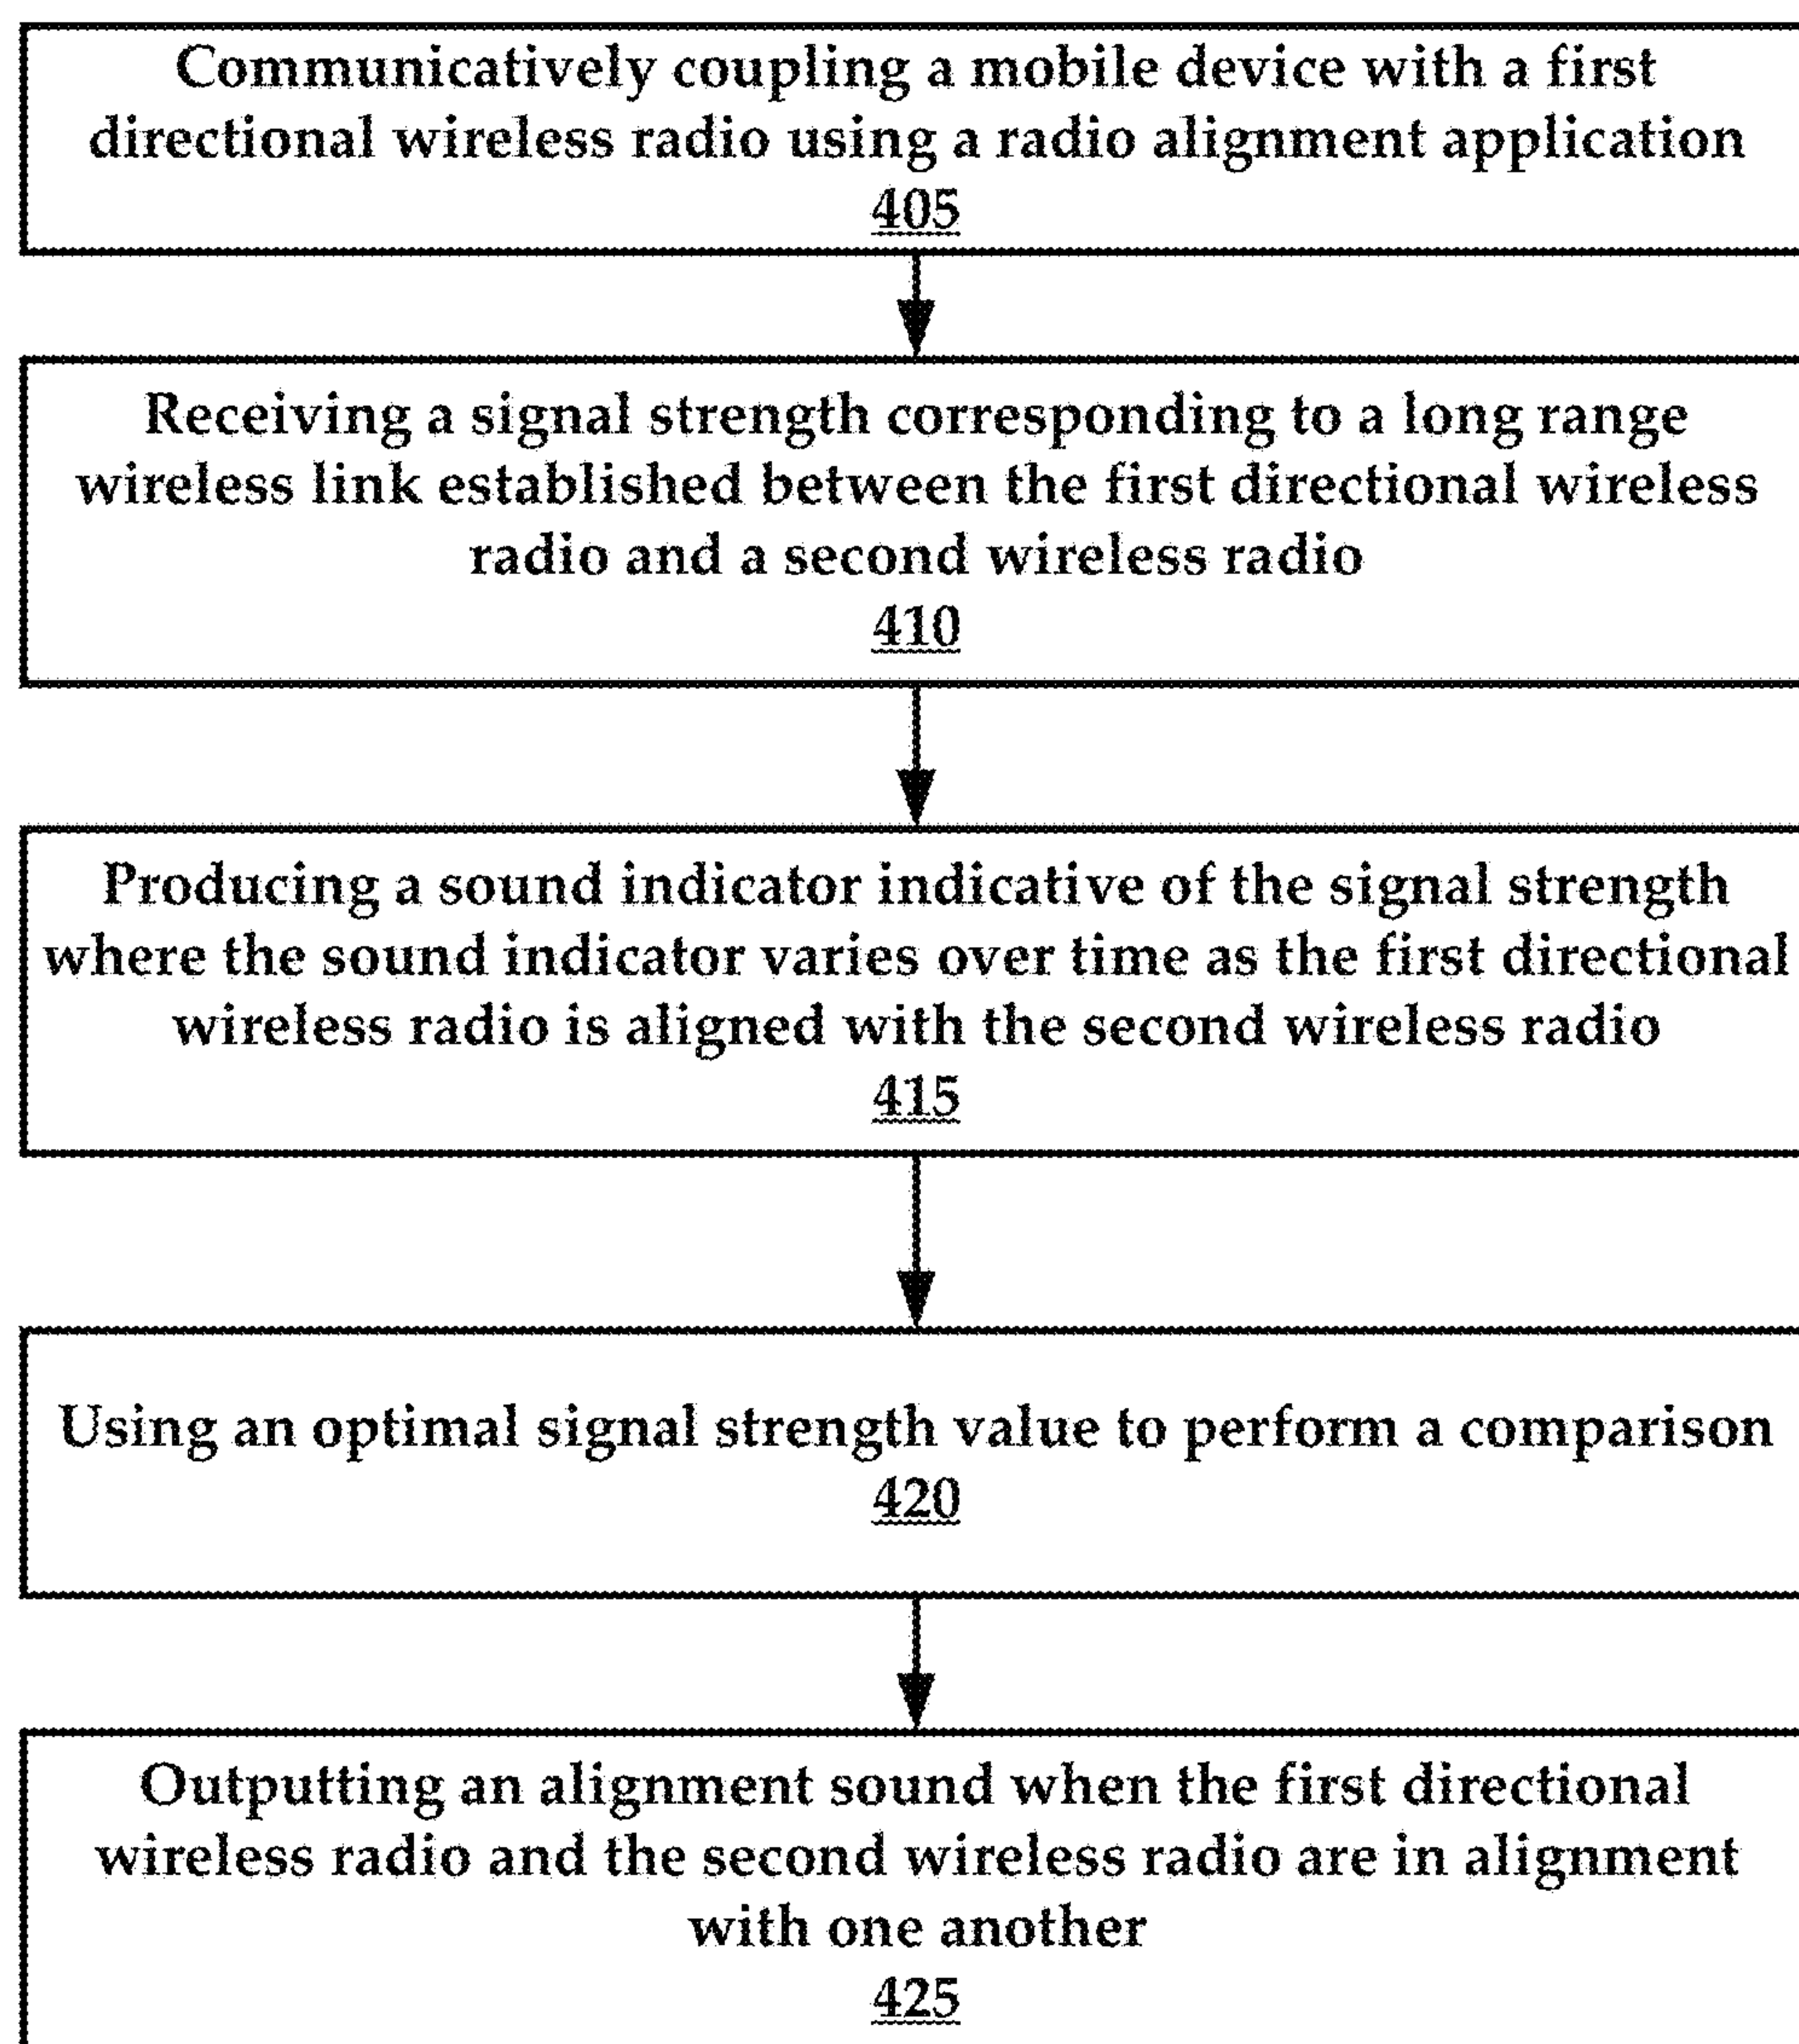 Communicatively coupling a mobile device with a first
directional wireless radio using a radio alignment application
405
Receiving a signal strength corresponding to a long range
wireless link established between the first directional wireless
radio and a second wireless radio
410
Producing a sound indicator indicative of the signal strength
where the sound indicator varies over time as the first directional
wireless radio is aligned with the second wireless radio
415
Using an optimal signal strength value to perform a comparison
420
Outputting an alignment sound when the first directional
wireless radio and the second wireless radio are in alignment
with one another
425